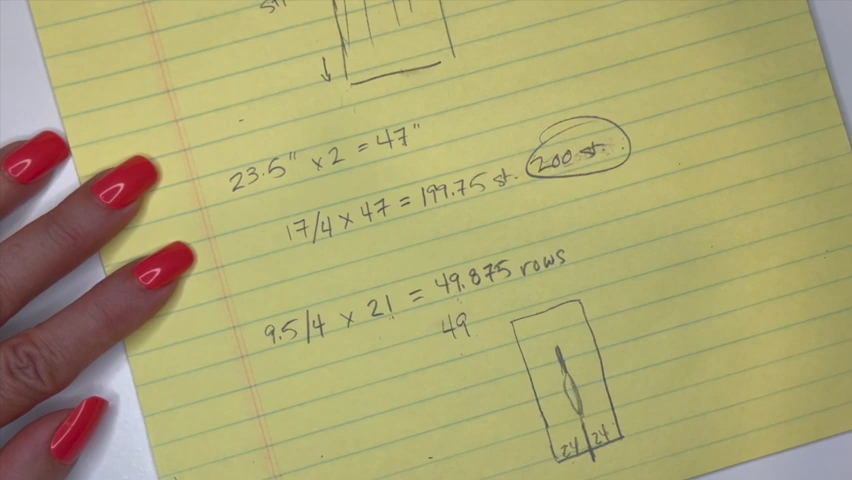 23.5" x 2 = 47"
17/4 x 47 = 199.75 st. 200 st.
9.5/4 x 21 = 49.875 rows
49
24 24